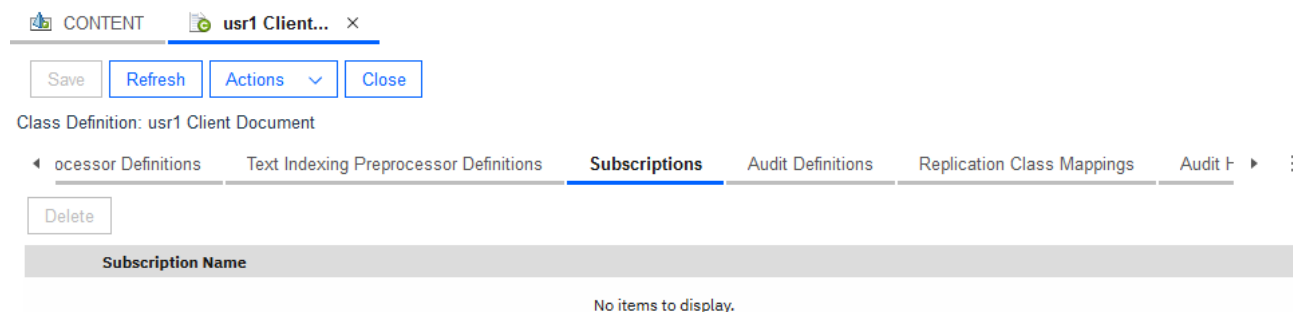 CONTENT usr1 Client...
Save Refresh Actions Close
Class Definition: usr1 Client Document
ocessor Definitions Text Indexing Preprocessor Definitions Subscriptions Audit Definitions Replication Class Mappings Audit H
Delete
Subscription Name
No items to display.